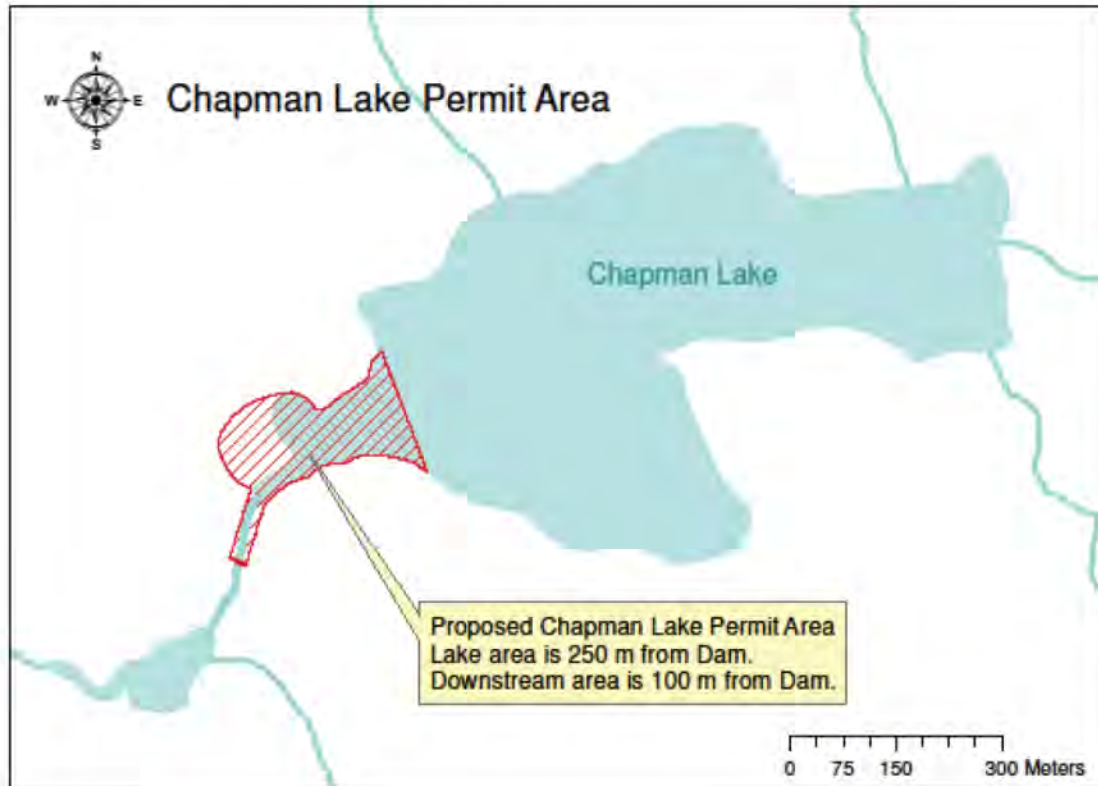 N
W E
S
Chapman Lake Permit Area
Chapman Lake
Proposed Chapman Lake Permit Area
Lake area is 250 m from Dam.
Downstream area is 100 m from Dam.
0 75 150 300 Meters